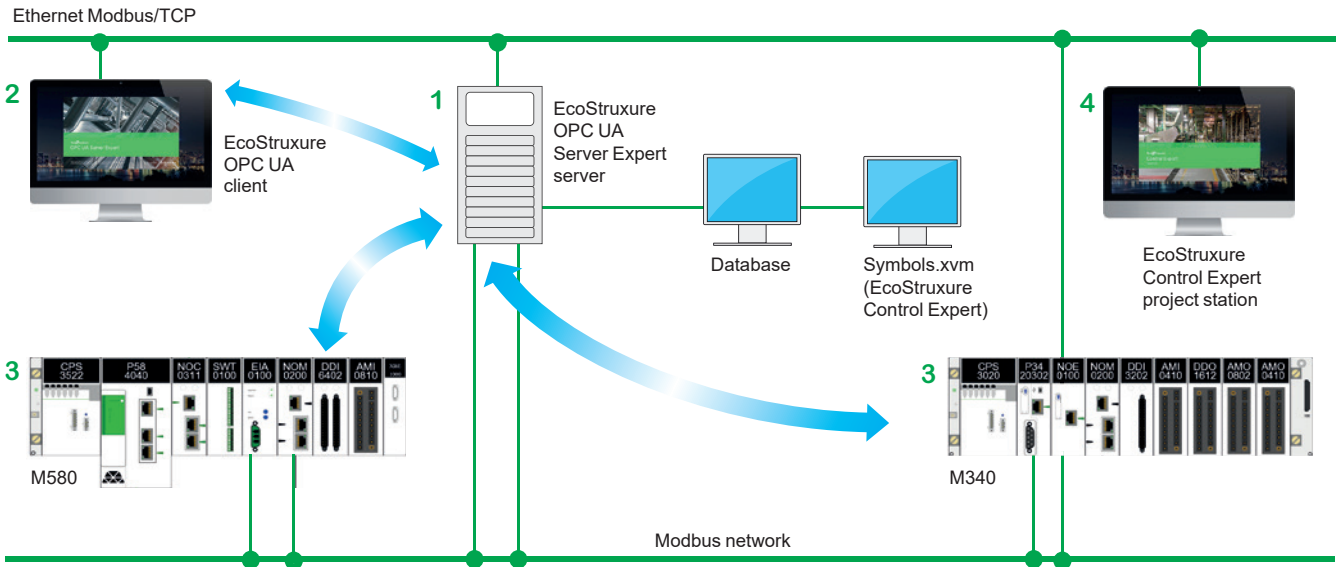 Ethernet Modbus/TCP
2
EcoStruxure
OPC UA
client
1
EcoStruxure
OPC UA
Server Expert
server
Database
Symbols.xvm
(EcoStruxure
Control Expert)
4
EcoStruxure
Control Expert
project station
3
CPS
3522
P58
4040
NOC
0311
SWT
0100
EIA
0100
NOM
0200
DDI
6402
AMI
0810
M580
3
CPS
3020
P34
20302
NOE
0100
NOM
0200
DDI
3202
AMI
0410
DDO
1612
AMO
0802
AMO
0410
M340
Modbus network